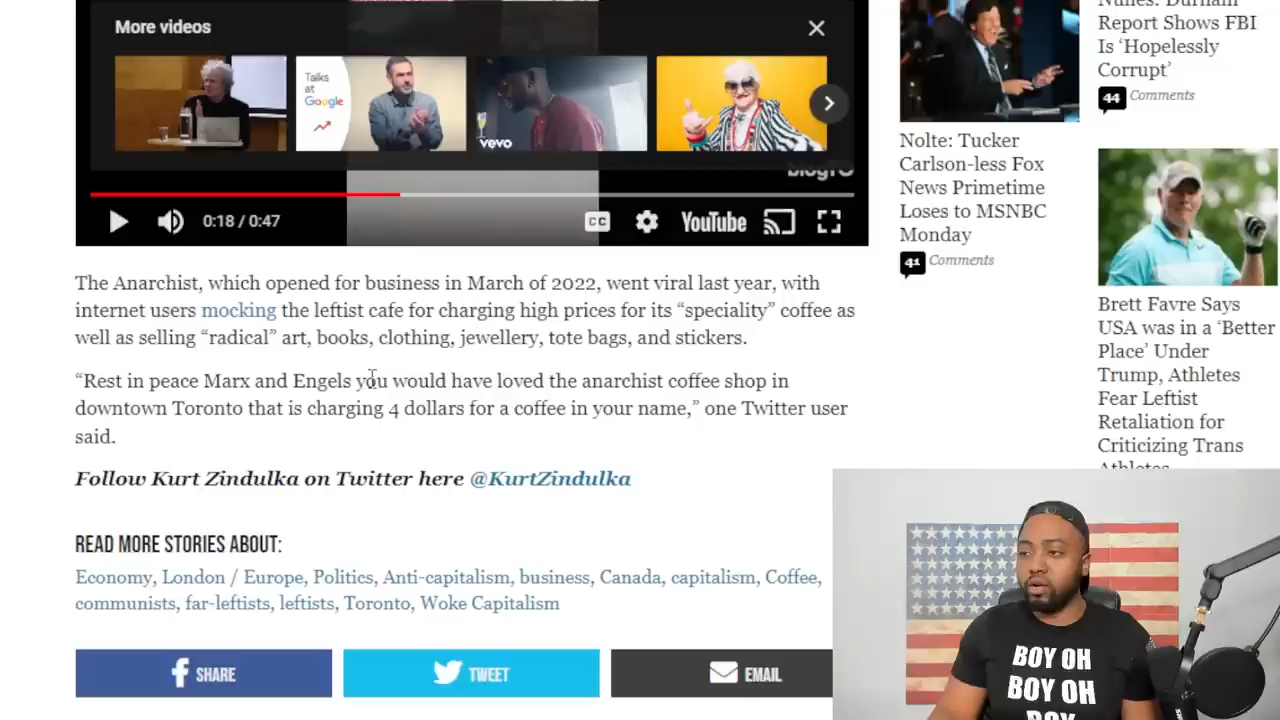 More videos
Talks
at
Google
vevo
blogTO
0:18 / 0:47
CC
YouTube
The Anarchist, which opened for business in March of 2022, went viral last year, with
internet users mocking the leftist cafe for charging high prices for its “speciality” coffee as
well as selling “radical” art, books, clothing, jewellery, tote bags, and stickers.
“Rest in peace Marx and Engels you would have loved the anarchist coffee shop in
downtown Toronto that is charging 4 dollars for a coffee in your name,” one Twitter user
said.
Follow Kurt Zindulka on Twitter here @KurtZindulka
READ MORE STORIES ABOUT:
Economy, London / Europe, Politics, Anti-capitalism, business, Canada, capitalism, Coffee,
communists, far-leftists, leftists, Toronto, Woke Capitalism
SHARE
TWEET
EMAIL
Nolte: Tucker
Carlson-less Fox
News Primetime
Loses to MSNBC
Monday
41 Comments
Nunes: Durham
Report Shows FBI
Is ‘Hopelessly
Corrupt’
44 Comments
Brett Favre Says
USA was in a ‘Better
Place’ Under
Trump, Athletes
Fear Leftist
Retaliation for
Criticizing Trans
Athletes
BOY OH
BOY OH
BOY